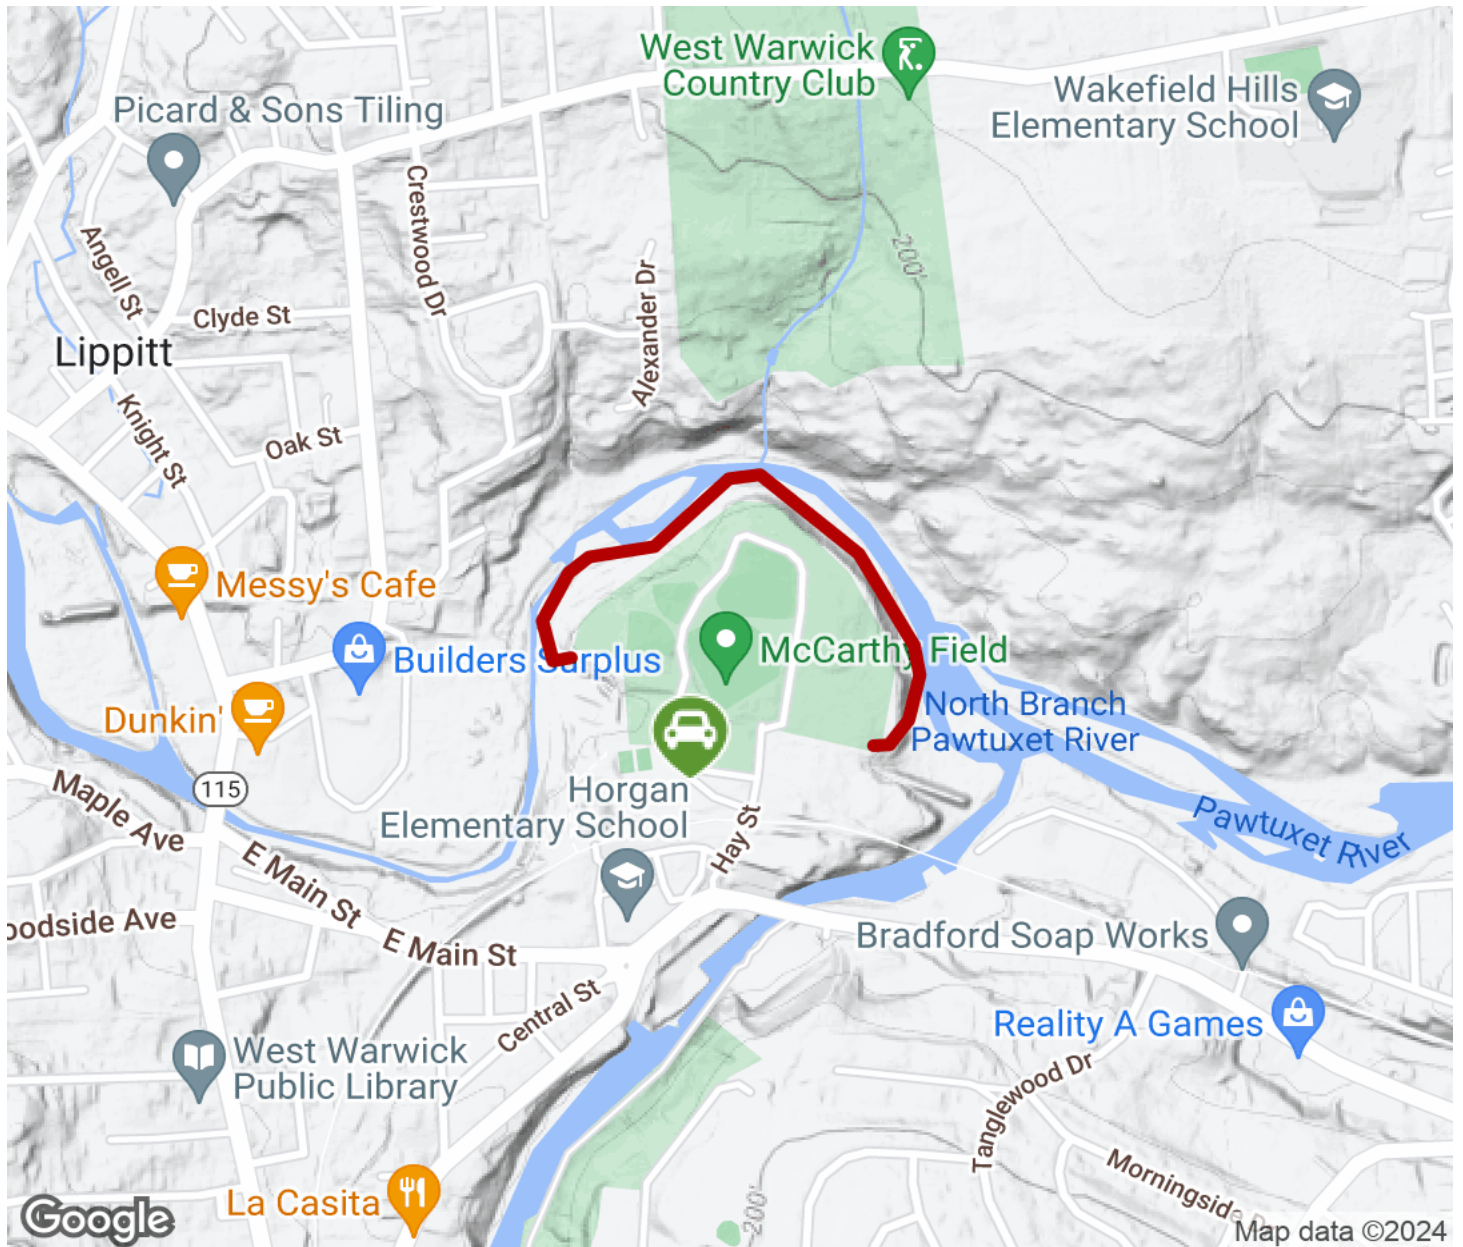 West Warwick
Country Club
Wakefield Hills
Elementary School
Picard & Sons Tiling
Crestwood Dr
Angell St
Alexander Dr
200'
Clyde St
Lippitt
Knight St
Oak St
Messy's Cafe
Builders Surplus
McCarthy Field
Dunkin'
North Branch
Pawtuxet River
115
Maple Ave
Horgan
Elementary School
Hay St
Pawtuxet River
E Main St
oodside Ave
E Main St
Bradford Soap Works
Central St
Reality A Games
West Warwick
Public Library
Tanglewood Dr
Morningside D
La Casita
200'
Google
Map data ©2024